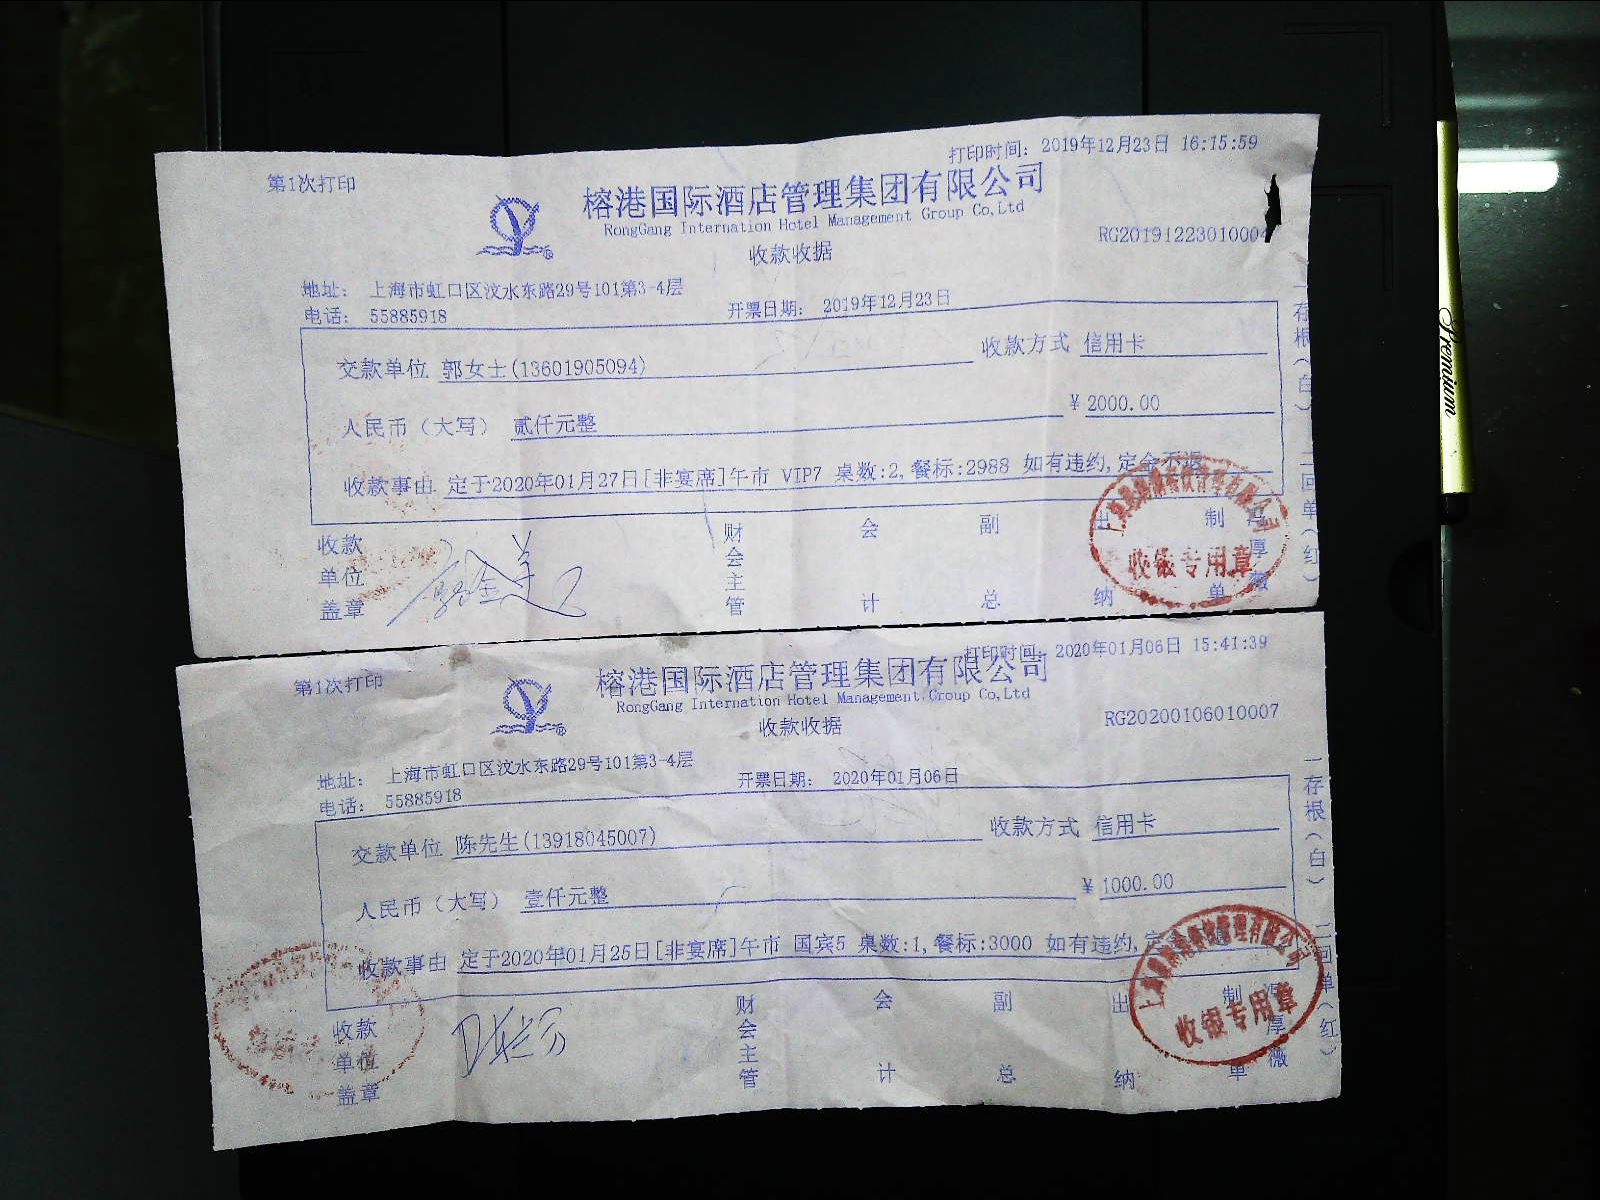 第1次打印
打印时间: 2019年12月23日 16:15:59
榕港国际酒店管理集团有限公司
RongGang Internation Hotel Management Group Co,Ltd
收款收据
RG20191223010004
地址: 上海市虹口区汶水东路29号101第3-4层
电话: 55885918
开票日期: 2019年12月23日
交款单位 郭女士(13601905094)
收款方式 信用卡
人民币（大写） 贰仟元整
¥ 2000.00
收款事由 定于2020年01月27日[非宴席]午市 VIP7 桌数:2,餐标:2988 如有违约,定金不退
收款单位盖章
财会主管
会计
副总
出纳
制单
厚薇
收银专用章
一存根（白）
二回单（红）
第1次打印
打印时间: 2020年01月06日 15:41:39
榕港国际酒店管理集团有限公司
RongGang Internation Hotel Management Group Co,Ltd
收款收据
RG20200106010007
地址: 上海市虹口区汶水东路29号101第3-4层
电话: 55885918
开票日期: 2020年01月06日
交款单位 陈先生(13918045007)
收款方式 信用卡
人民币（大写） 壹仟元整
¥ 1000.00
收款事由 定于2020年01月25日[非宴席]午市 国宾5 桌数:1,餐标:3000 如有违约,定
收款单位盖章
财会主管
会计
副总
出纳
制单
厚薇
收银专用章
一存根（白）
二回单（红）
Premium